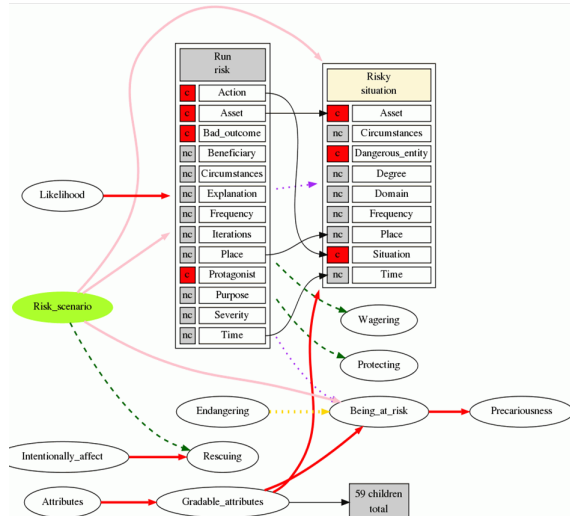 Run
risk
c Action
c Asset
c Bad_outcome
nc Beneficiary
nc Circumstances
nc Explanation
nc Frequency
nc Iterations
nc Place
c Protagonist
nc Purpose
nc Severity
nc Time
Risky
situation
c Asset
nc Circumstances
c Dangerous_entity
nc Degree
nc Domain
nc Frequency
nc Place
c Situation
nc Time
Likelihood
Risk_scenario
Wagering
Protecting
Endangering
Being_at_risk
Precariousness
Intentionally_affect
Rescuing
Attributes
Gradable_attributes
59 children
total